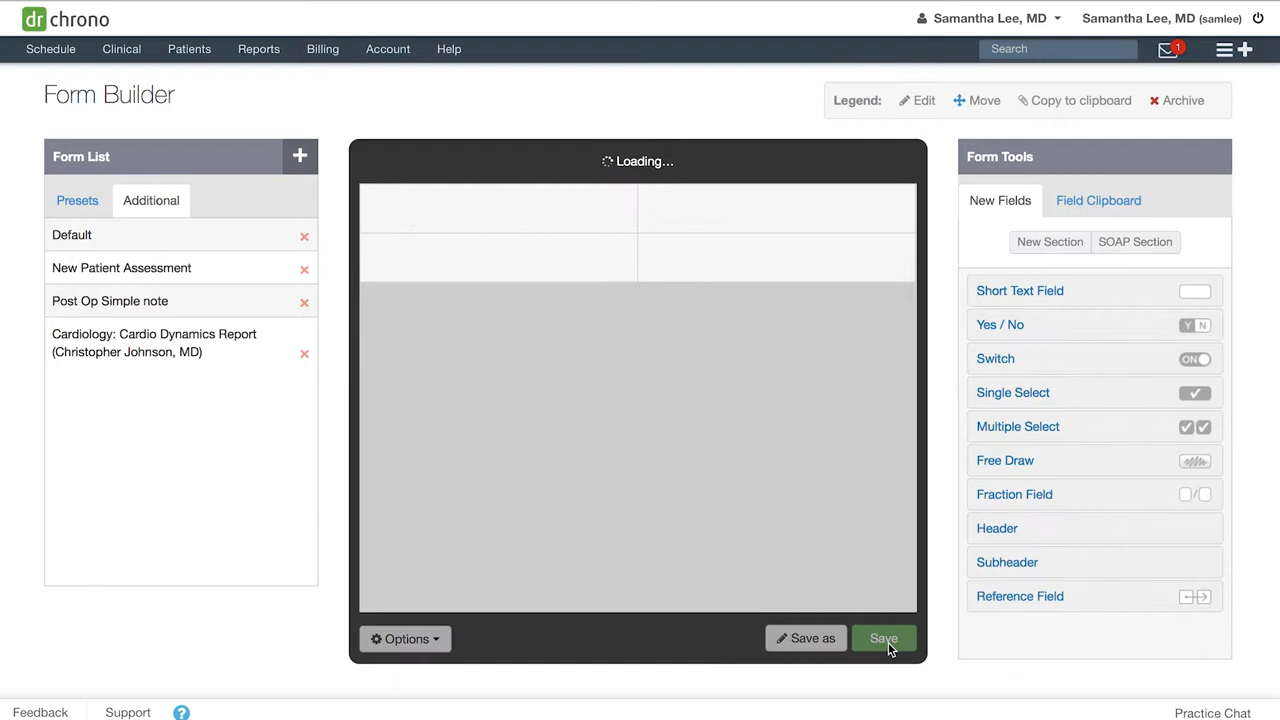 dr chrono
Samantha Lee, MD
Samantha Lee, MD (samlee)
Schedule
Clinical
Patients
Reports
Billing
Account
Help
Search
1
Form Builder
Legend:
Edit
Move
Copy to clipboard
Archive
Form List
Presets
Additional
Default
New Patient Assessment
Post Op Simple note
Cardiology: Cardio Dynamics Report
(Christopher Johnson, MD)
Loading...
Options
Save as
Save
Form Tools
New Fields
Field Clipboard
New Section
SOAP Section
Short Text Field
Yes / No
Y N
Switch
ON
Single Select
Multiple Select
Free Draw
Fraction Field
Header
Subheader
Reference Field
Feedback
Support
?
Practice Chat